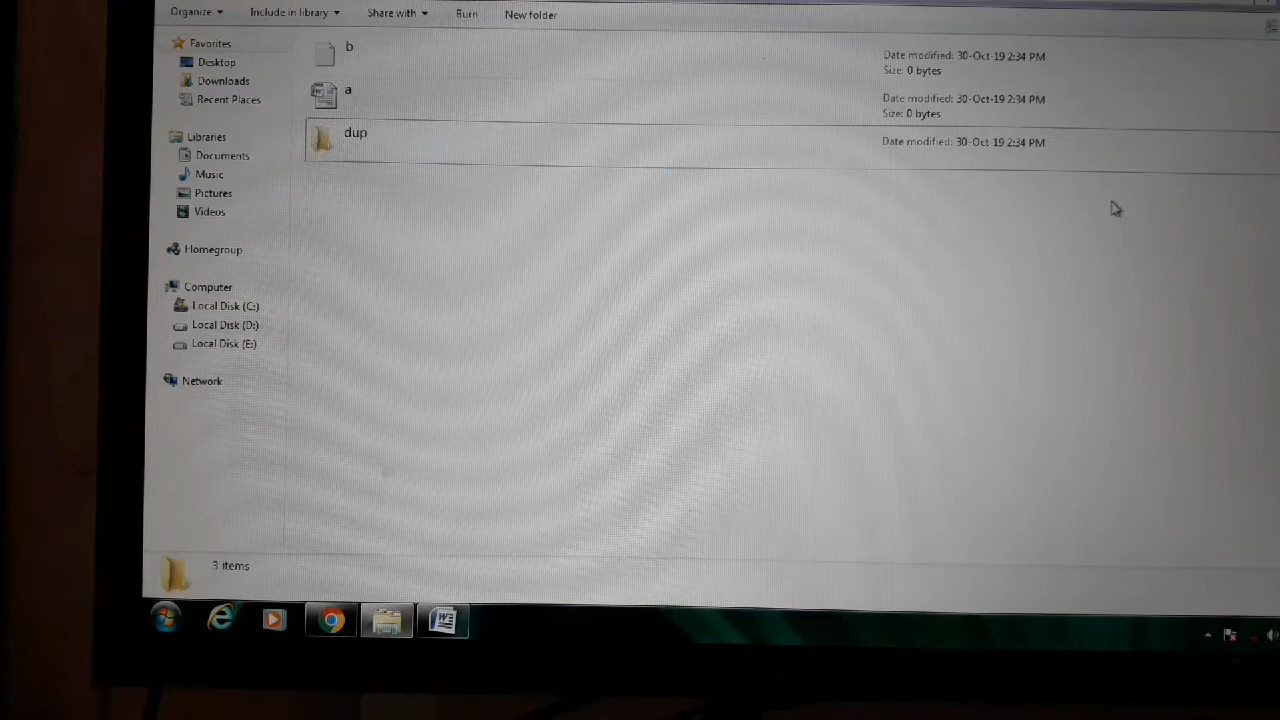 Organize Include in library Share with Burn New folder
Favorites
Desktop
Downloads
Recent Places
Libraries
Documents
Music
Pictures
Videos
Homegroup
Computer
Local Disk (C:)
Local Disk (D:)
Local Disk (E:)
Network
b
Date modified: 30-Oct-19 2:34 PM
Size: 0 bytes
a
Date modified: 30-Oct-19 2:34 PM
Size: 0 bytes
dup
Date modified: 30-Oct-19 2:34 PM
3 items